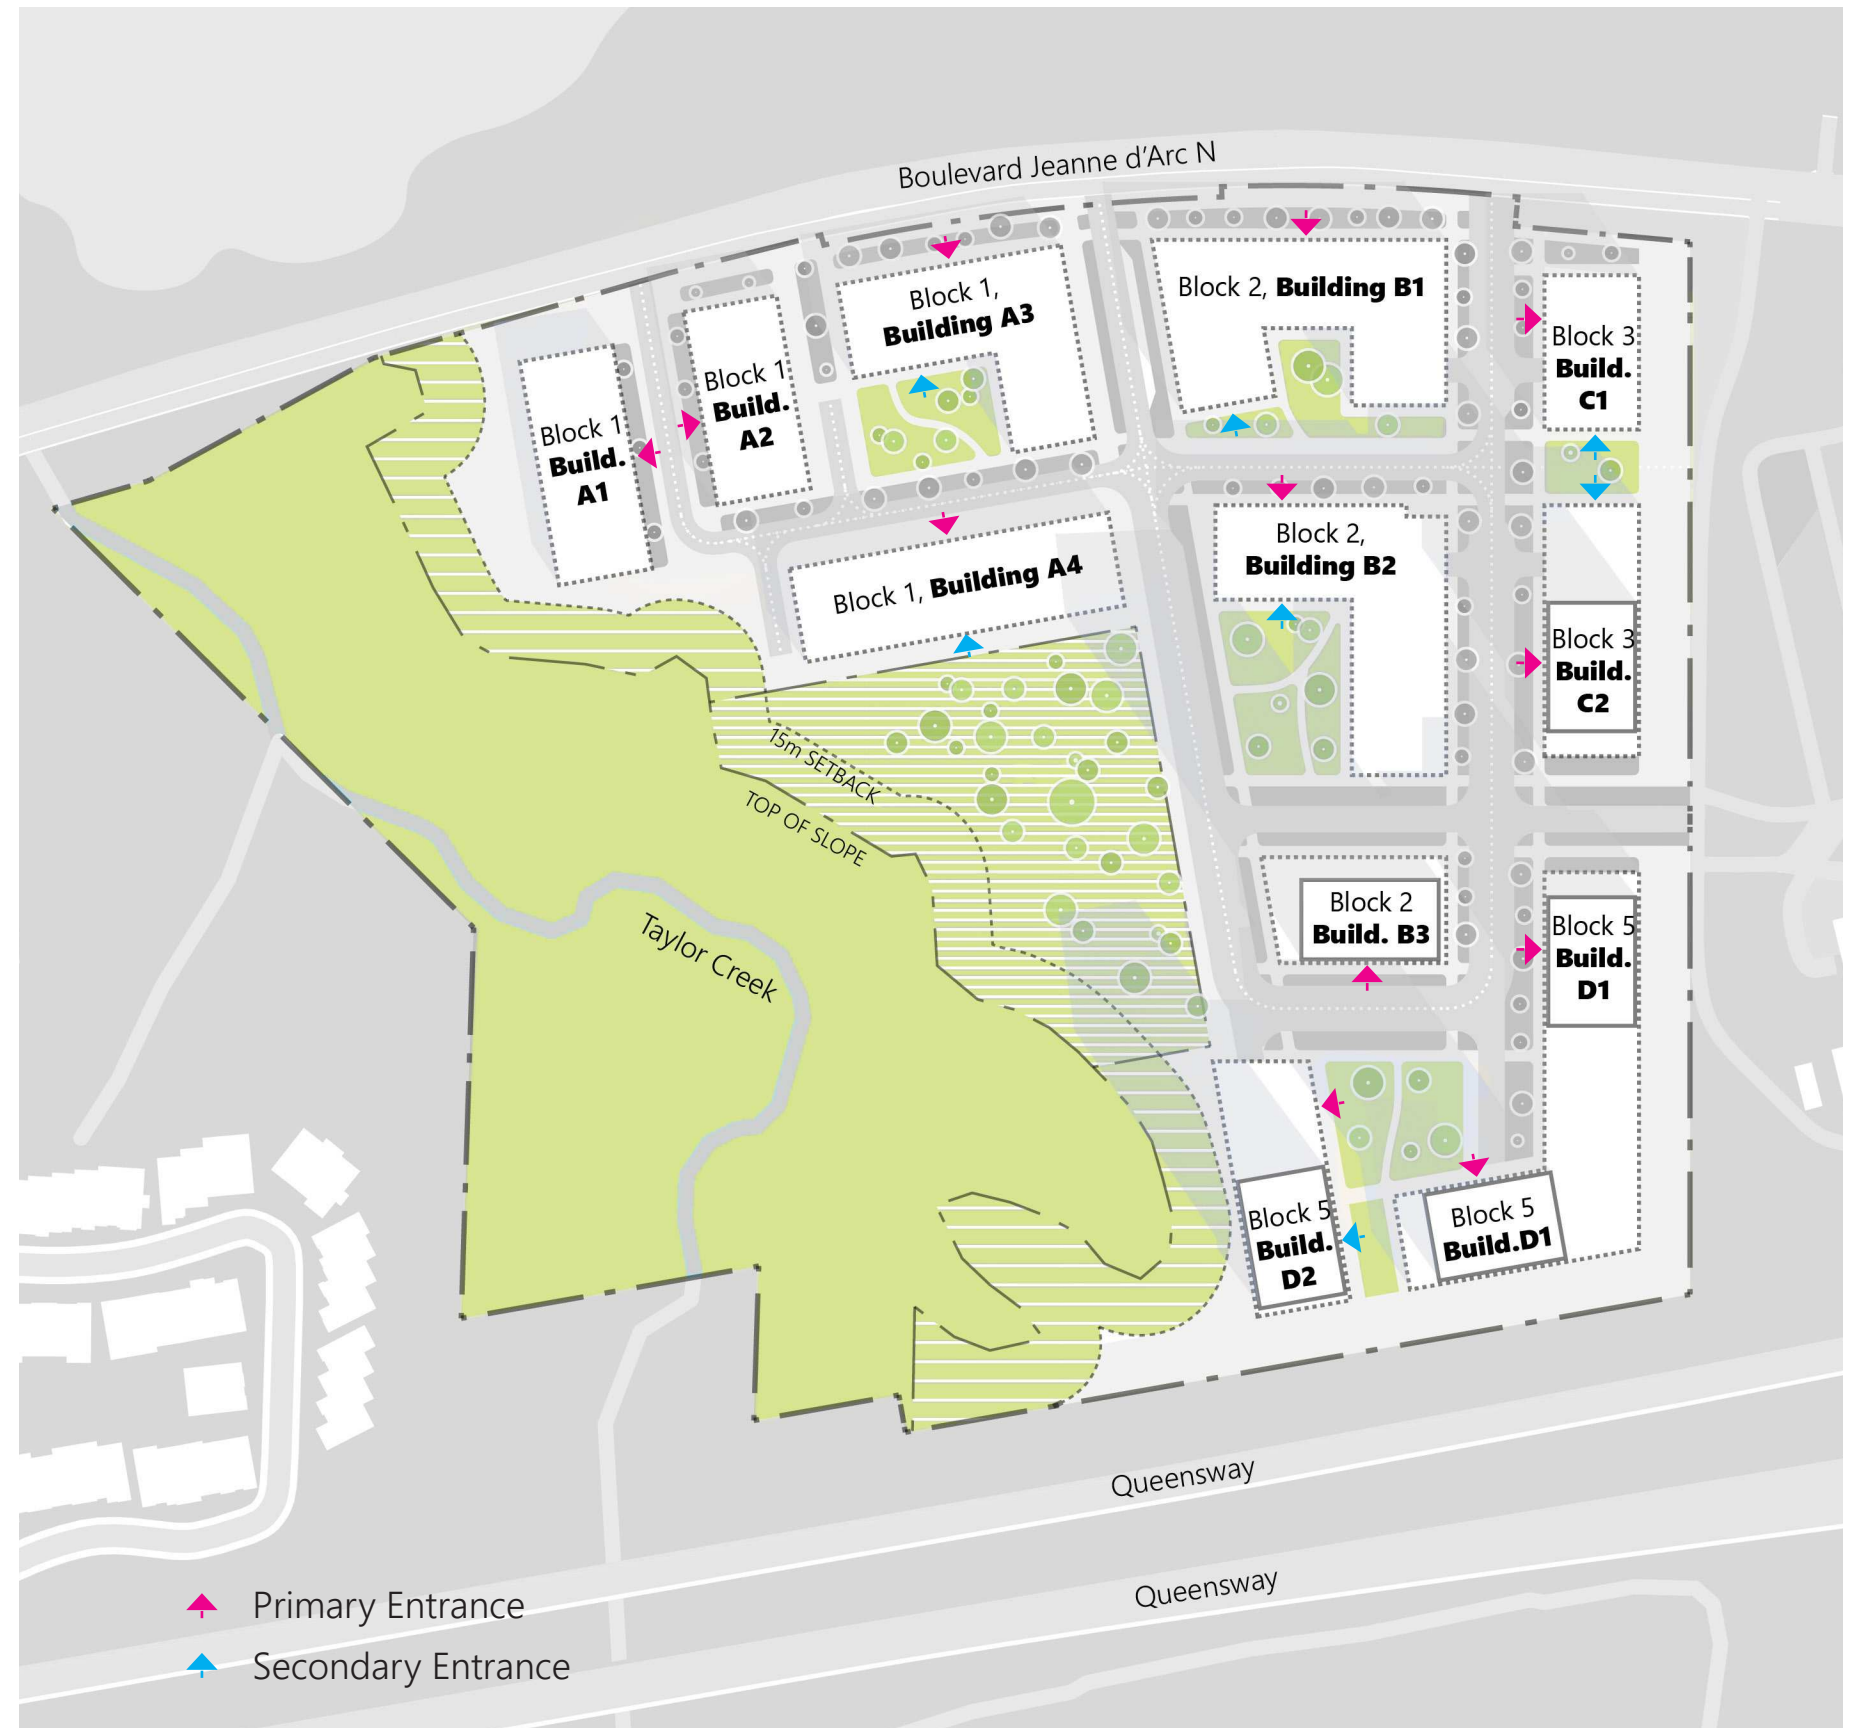 Boulevard Jeanne d'Arc N
Block 1,
Building A3
Block 2, Building B1
Block 3
Build.
C1
Block 1
Build.
A2
Block 1
Build.
A1
Block 2,
Building B2
Block 1, Building A4
Block 3
Build.
C2
15m SETBACK
TOP OF SLOPE
Taylor Creek
Block 2
Build. B3
Block 5
Build.
D1
Block 5
Build.
D2
Block 5
Build.D1
Queensway
Queensway
Primary Entrance
Secondary Entrance